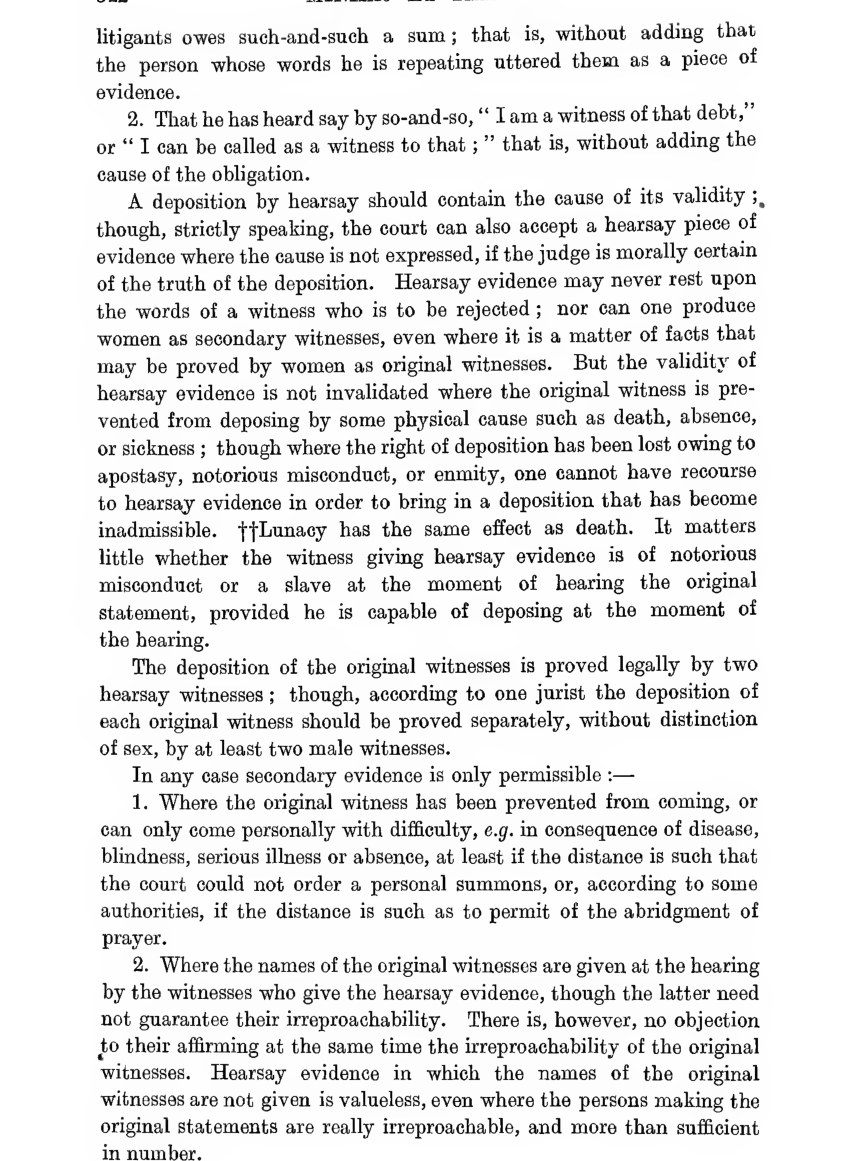 litigants owes such-and-such a sum ; that is, without adding that
the person whose words he is repeating uttered them as a piece of
evidence.
2. That he has heard say by so-and-so, “ I am a witness of that debt,”
or “ I can be called as a witness to that ; ” that is, without adding the
cause of the obligation.
A deposition by hearsay should contain the cause of its validity ;
though, strictly speaking, the court can also accept a hearsay piece of
evidence where the cause is not expressed, if the judge is morally certain
of the truth of the deposition. Hearsay evidence may never rest upon
the words of a witness who is to be rejected ; nor can one produce
women as secondary witnesses, even where it is a matter of facts that
may be proved by women as original witnesses. But the validity of
hearsay evidence is not invalidated where the original witness is pre-
vented from deposing by some physical cause such as death, absence,
or sickness ; though where the right of deposition has been lost owing to
apostasy, notorious misconduct, or enmity, one cannot have recourse
to hearsay evidence in order to bring in a deposition that has become
inadmissible. ††Lunacy has the same effect as death. It matters
little whether the witness giving hearsay evidence is of notorious
misconduct or a slave at the moment of hearing the original
statement, provided he is capable of deposing at the moment of
the hearing.
The deposition of the original witnesses is proved legally by two
hearsay witnesses ; though, according to one jurist the deposition of
each original witness should be proved separately, without distinction
of sex, by at least two male witnesses.
In any case secondary evidence is only permissible :—
1. Where the original witness has been prevented from coming, or
can only come personally with difficulty, e.g. in consequence of disease,
blindness, serious illness or absence, at least if the distance is such that
the court could not order a personal summons, or, according to some
authorities, if the distance is such as to permit of the abridgment of
prayer.
2. Where the names of the original witnesses are given at the hearing
by the witnesses who give the hearsay evidence, though the latter need
not guarantee their irreproachability. There is, however, no objection
to their affirming at the same time the irreproachability of the original
witnesses. Hearsay evidence in which the names of the original
witnesses are not given is valueless, even where the persons making the
original statements are really irreproachable, and more than sufficient
in number.